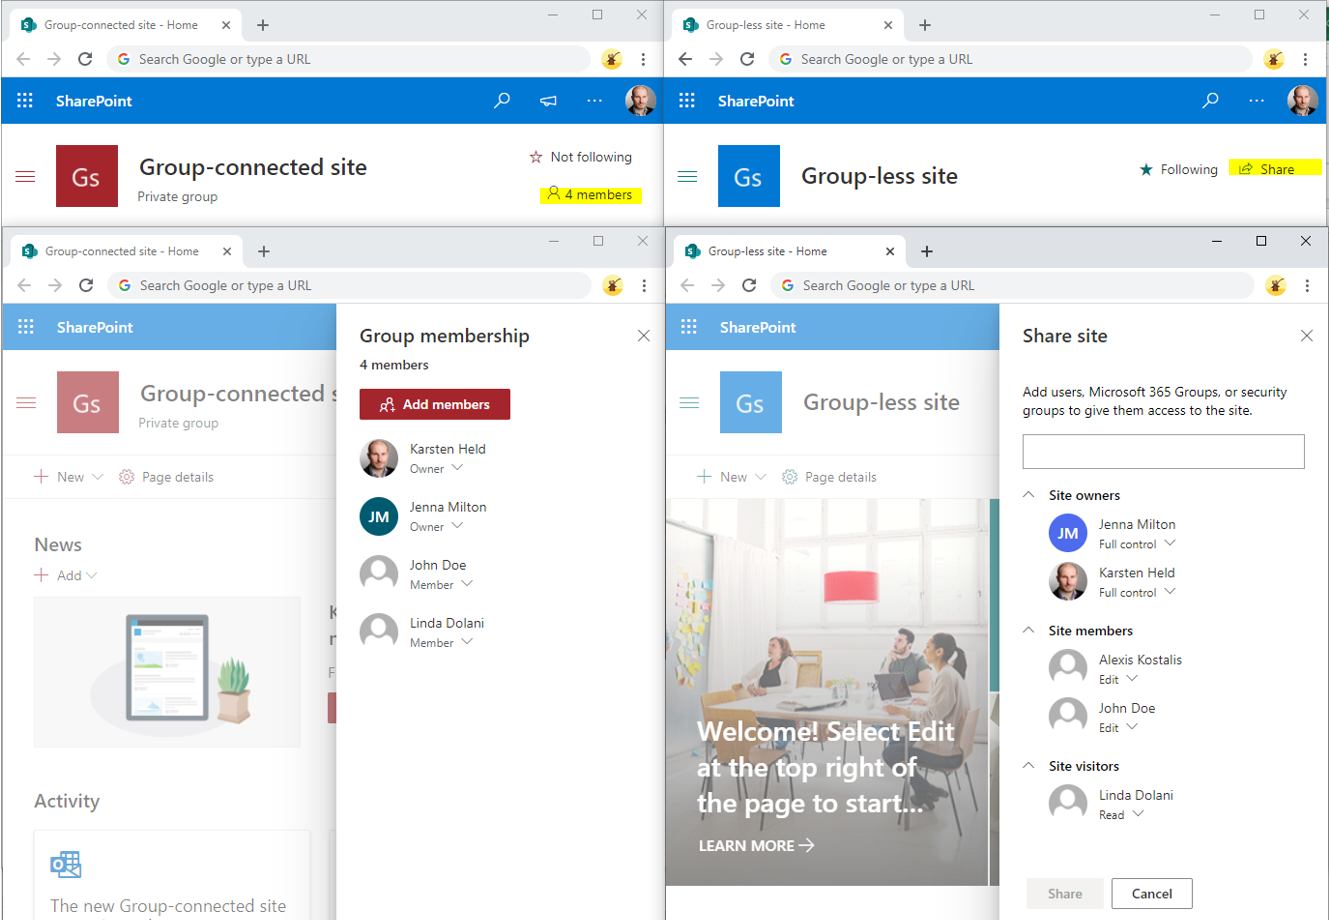 Group-connected site - Home
Search Google or type a URL
SharePoint
Gs
Group-connected site
Private group
Not following
4 members
Group-less site - Home
Search Google or type a URL
SharePoint
Gs
Group-less site
Following
Share
Group-connected site - Home
Search Google or type a URL
SharePoint
Gs
Group-connected s
Private group
New
Page details
News
Add
Activity
The new Group-connected site
Group membership
4 members
Add members
Karsten Held
Owner
JM
Jenna Milton
Owner
John Doe
Member
Linda Dolani
Member
Group-less site - Home
Search Google or type a URL
SharePoint
Gs
Group-less site
New
Page details
Welcome! Select Edit
at the top right of
the page to start...
LEARN MORE
Share site
Add users, Microsoft 365 Groups, or security
groups to give them access to the site.
Site owners
JM
Jenna Milton
Full control
Karsten Held
Full control
Site members
Alexis Kostalis
Edit
John Doe
Edit
Site visitors
Linda Dolani
Read
Share
Cancel